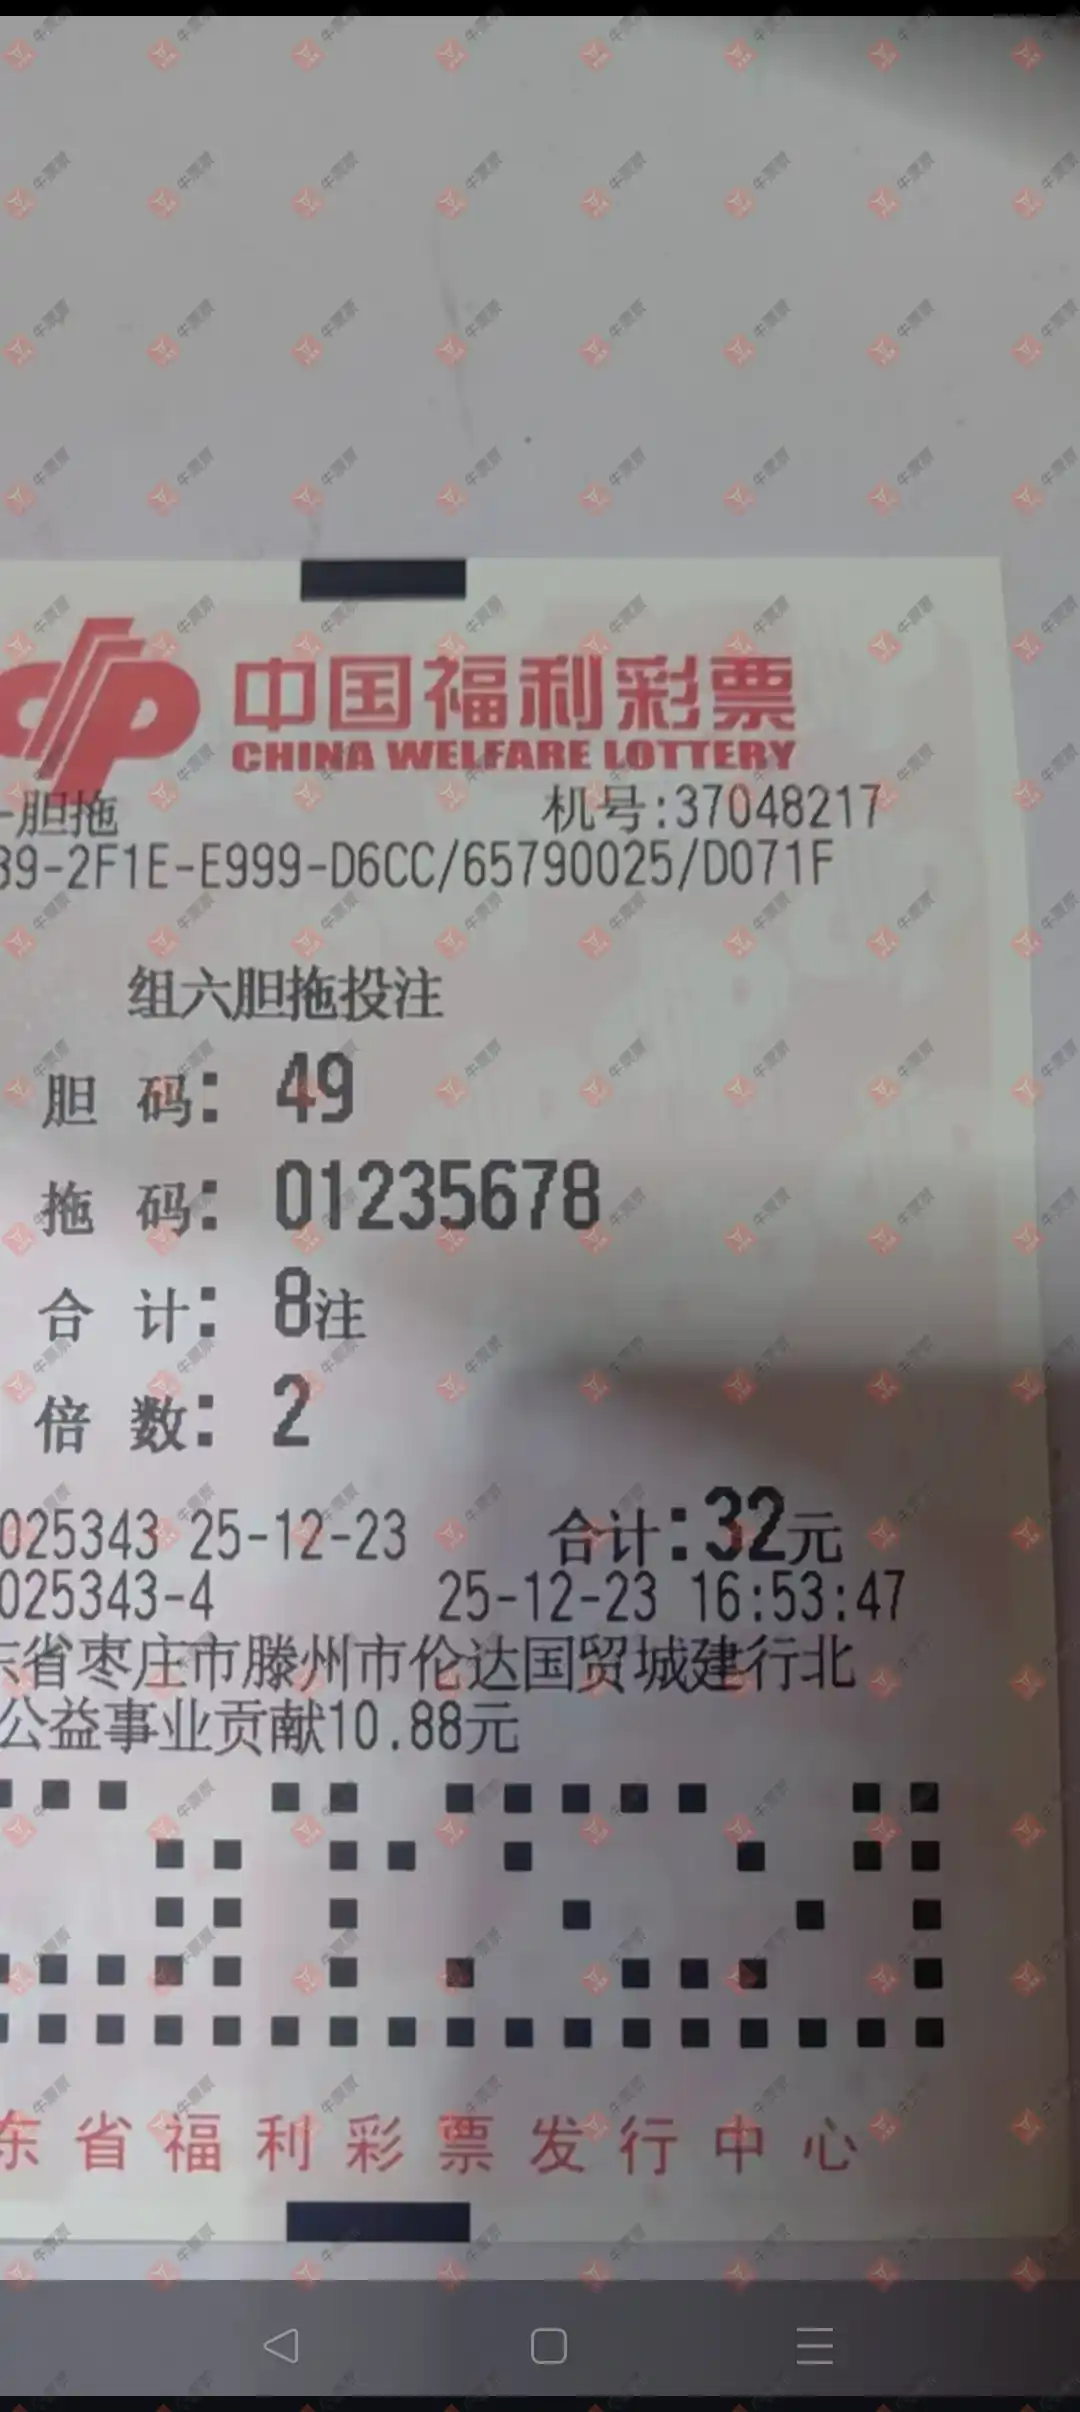 中国福利彩票
CHINA WELFARE LOTTERY
-胆拖 机号:37048217
39-2F1E-E999-D6CC/65790025/D071F
组六胆拖投注
胆 码: 49
拖 码: 01235678
合 计: 8注
倍 数: 2
025343 25-12-23 合计:32元
025343-4 25-12-23 16:53:47
东省枣庄市滕州市伦达国贸城建行北
公益事业贡献10.88元
东省福利彩票发行中心
牛票票